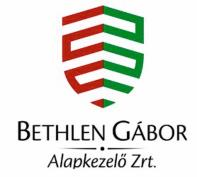 BETHLEN GÁBOR
Alapkezelő Zrt.